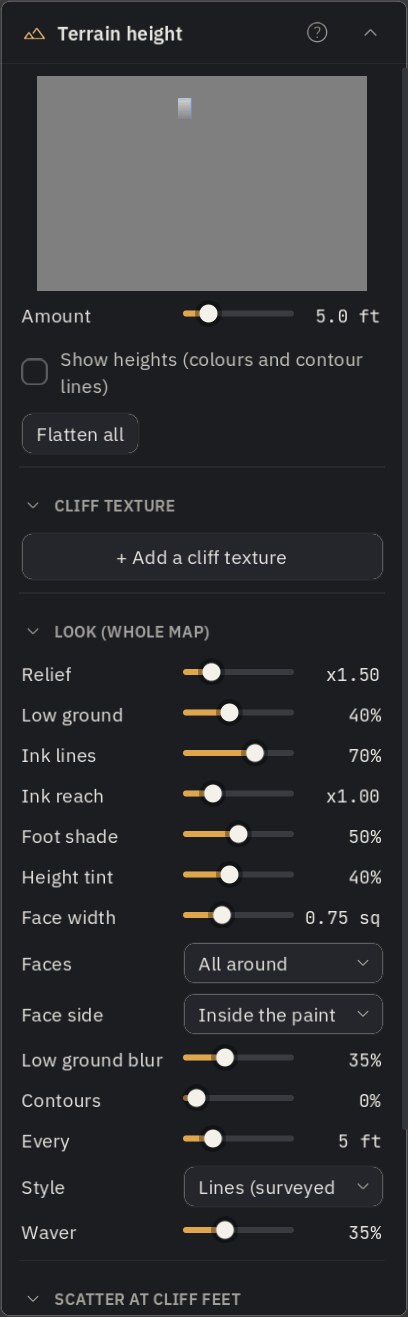 Terrain height
?
Amount 5.0 ft
Show heights (colours and contour
lines)
Flatten all
CLIFF TEXTURE
+ Add a cliff texture
LOOK (WHOLE MAP)
Relief x1.50
Low ground 40%
Ink lines 70%
Ink reach x1.00
Foot shade 50%
Height tint 40%
Face width 0.75 sq
Faces All around
Face side Inside the paint
Low ground blur 35%
Contours 0%
Every 5 ft
Style Lines (surveyed
Waver 35%
SCATTER AT CLIFF FEET